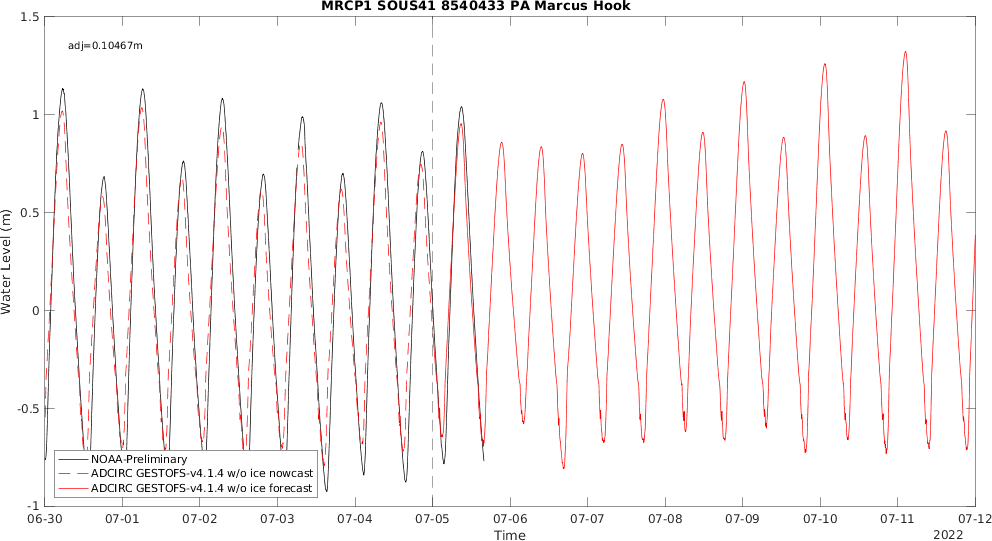 MRCP1 SOUS41 8540433 PA Marcus Hook
adj=0.10467m
Water Level (m)
1.5
1
0.5
0
-0.5
-1
NOAA-Preliminary
ADCIRC GESTOFS-v4.1.4 w/o ice nowcast
ADCIRC GESTOFS-v4.1.4 w/o ice forecast
06-30 07-01 07-02 07-03 07-04 07-05 07-06 07-07 07-08 07-09 07-10 07-11 07-12
Time
2022